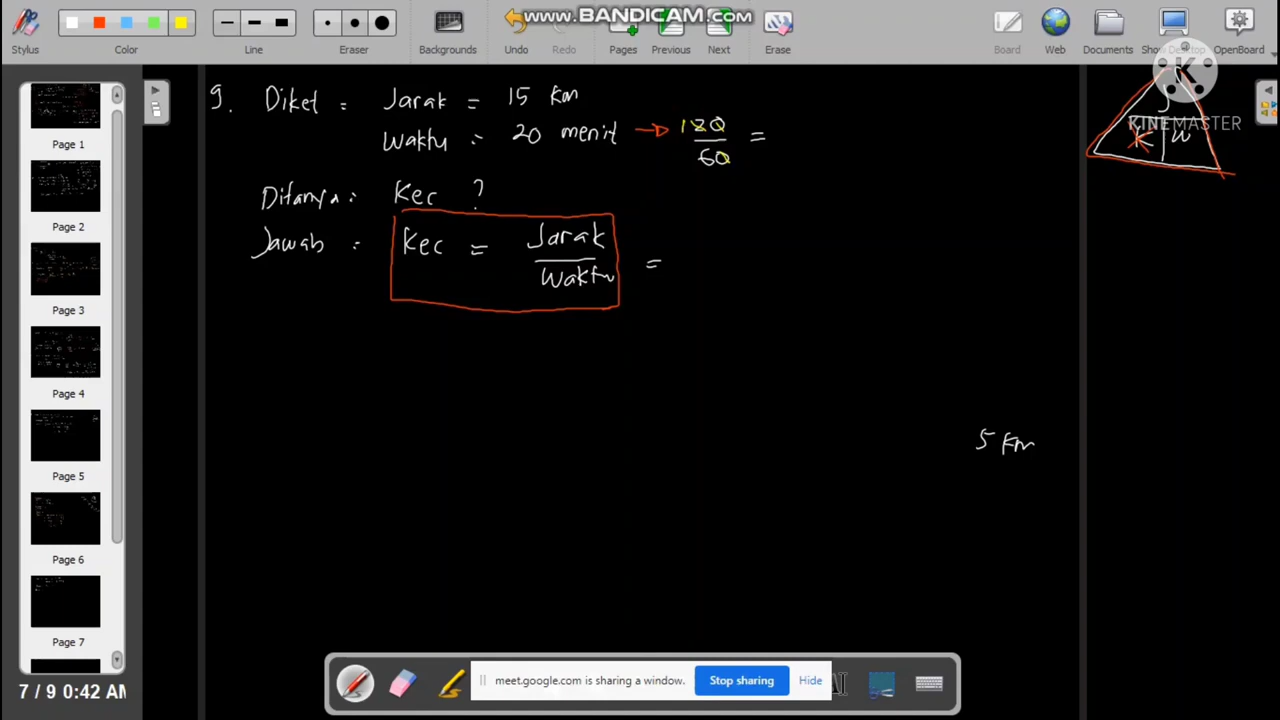 www.BANDICAM.com
Stylus Color Line Eraser Backgrounds Undo Redo Pages Previous Next Erase Board Web Documents Show Desktop OpenBoard
KINEMASTER
J
K W
9. Diket = Jarak = 15 Km
Waktu = 20 menit → 120
60 =
Ditanya: Kec ?
Jawab : Kec = Jarak
Waktu =
5 Km
Page 1
Page 2
Page 3
Page 4
Page 5
Page 6
Page 7
7 / 9 0:42 AM
meet.google.com is sharing a window. Stop sharing Hide